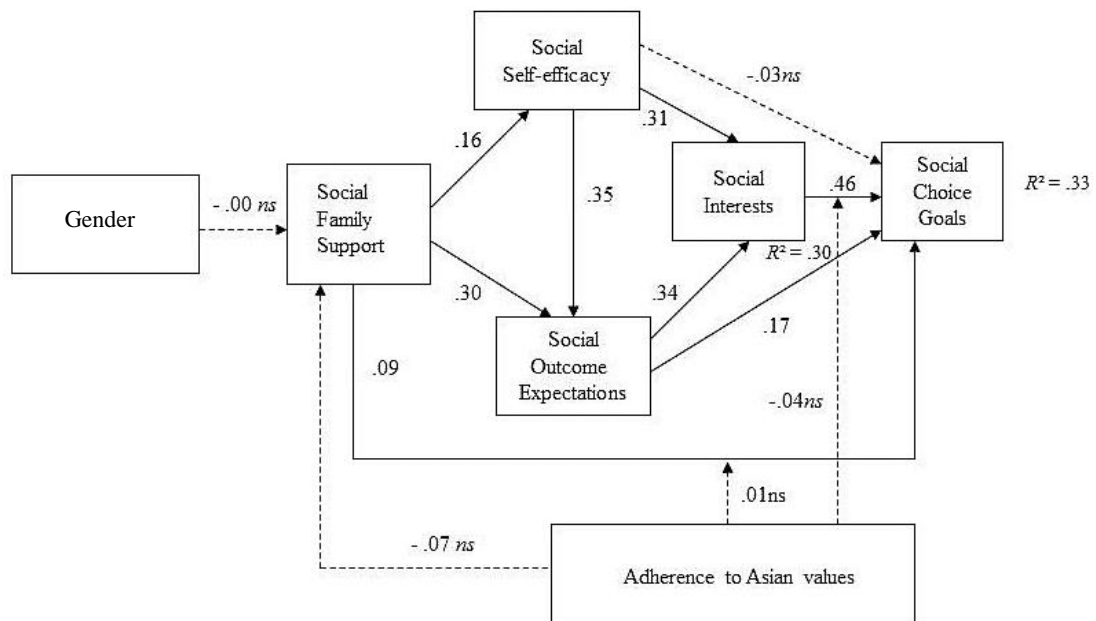 Social
Self-efficacy
-.03ns
.31
.16
Social
Interests
.46
Social
Choice
Goals
R² = .33
Gender
- .00 ns
Social
Family
Support
.35
R² = .30
.30
.34
.17
Social
Outcome
Expectations
.09
-.04ns
.01ns
- .07 ns
Adherence to Asian values